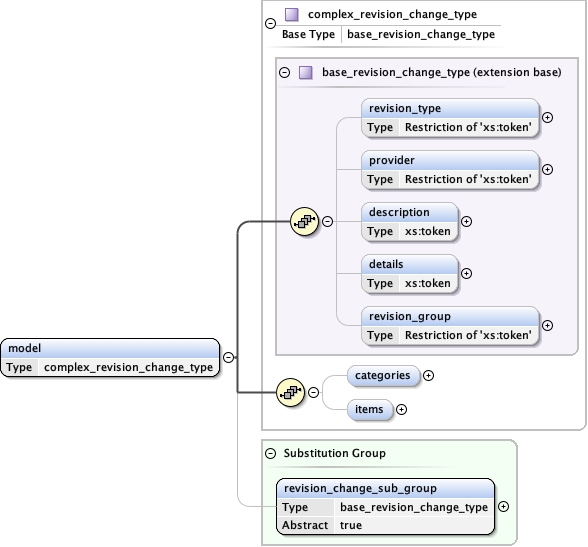 complex_revision_change_type
Base Type base_revision_change_type
base_revision_change_type (extension base)
revision_type
Type Restriction of 'xs:token'
provider
Type Restriction of 'xs:token'
description
Type xs:token
details
Type xs:token
revision_group
Type Restriction of 'xs:token'
model
Type complex_revision_change_type
categories
items
Substitution Group
revision_change_sub_group
Type base_revision_change_type
Abstract true